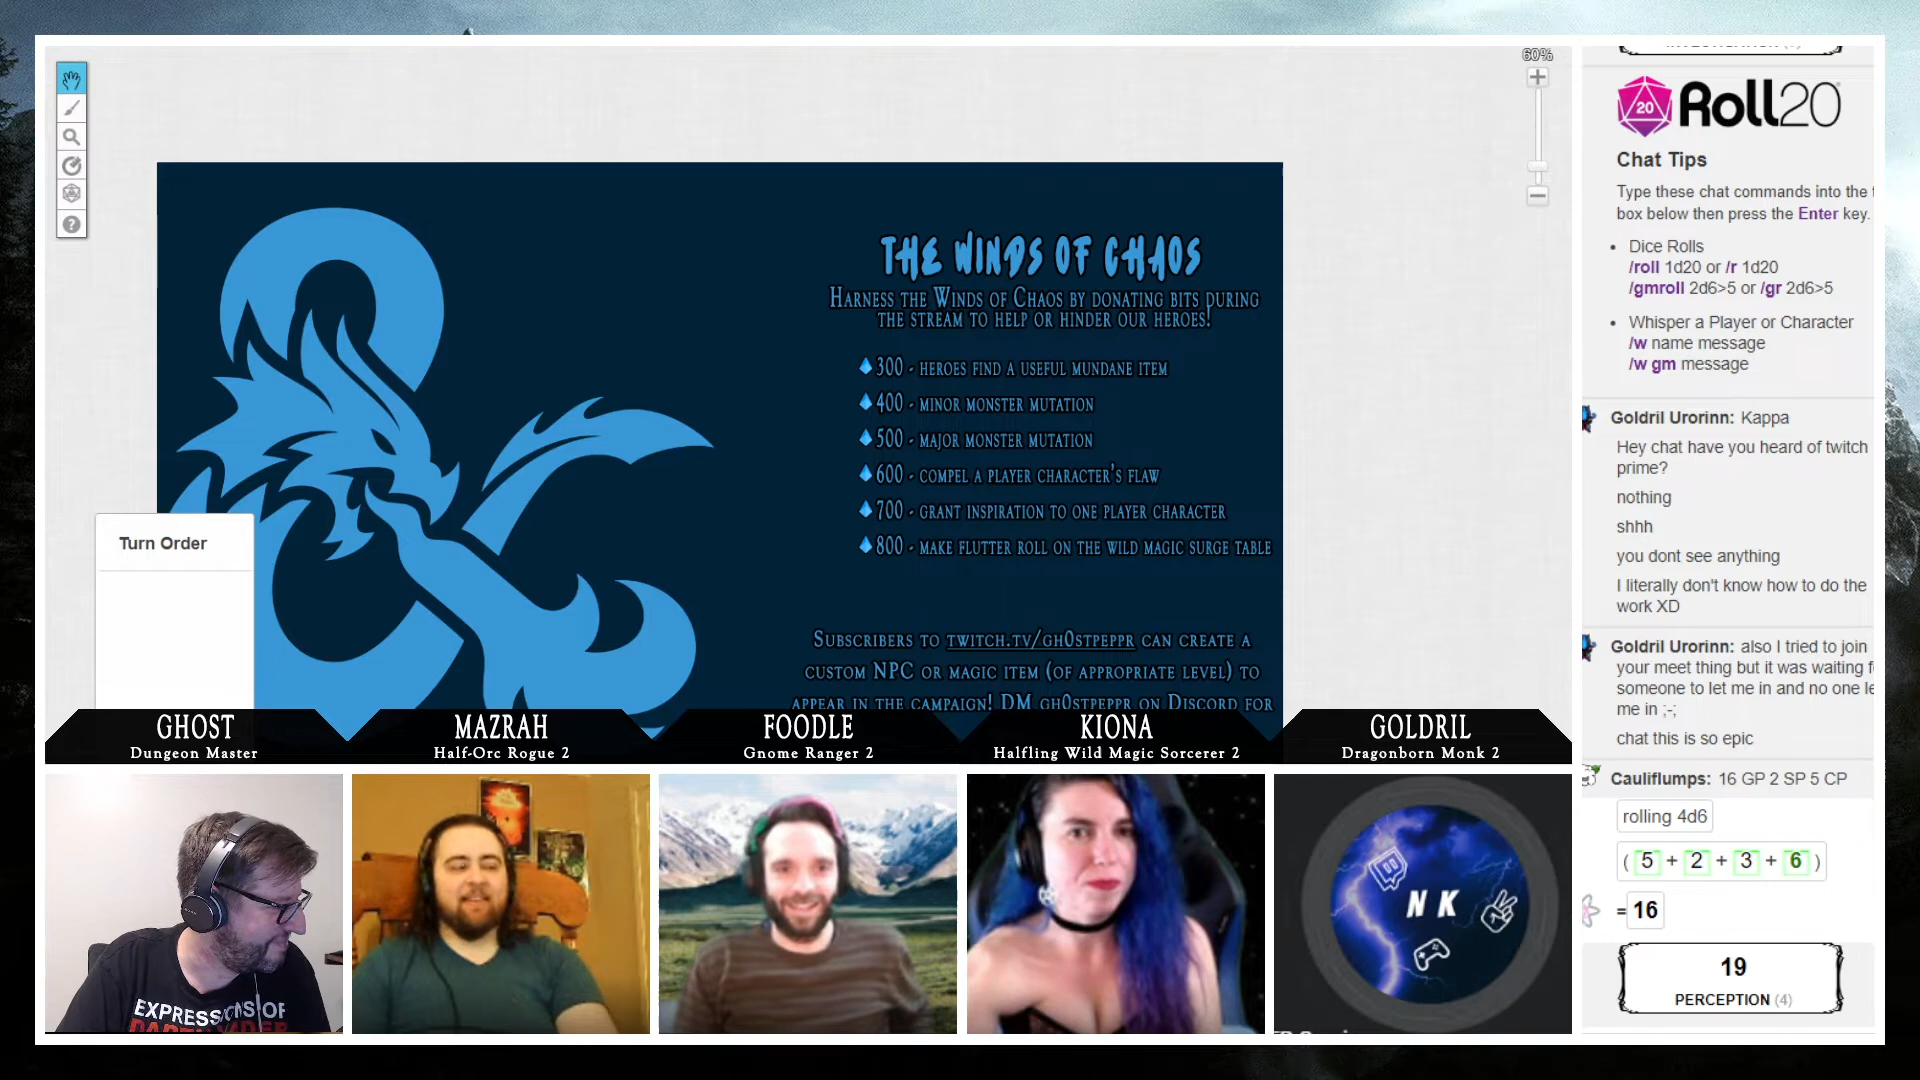 60%
THE WINDS OF CHAOS
HARNESS THE WINDS OF CHAOS BY DONATING BITS DURING
THE STREAM TO HELP OR HINDER OUR HEROES!
300 - HEROES FIND A USEFUL MUNDANE ITEM
400 - MINOR MONSTER MUTATION
500 - MAJOR MONSTER MUTATION
600 - COMPEL A PLAYER CHARACTER'S FLAW
700 - GRANT INSPIRATION TO ONE PLAYER CHARACTER
800 - MAKE FLUTTER ROLL ON THE WILD MAGIC SURGE TABLE
SUBSCRIBERS TO TWITCH.TV/GH0STPEPPR CAN CREATE A
CUSTOM NPC OR MAGIC ITEM (OF APPROPRIATE LEVEL) TO
APPEAR IN THE CAMPAIGN! DM GH0STPEPPR ON DISCORD FOR
Turn Order
GHOST
Dungeon Master
MAZRAH
Half-Orc Rogue 2
FOODLE
Gnome Ranger 2
KIONA
Halfling Wild Magic Sorcerer 2
GOLDRIL
Dragonborn Monk 2
EXPRESSIONS OF
DARTH VADER
N K
20
Roll20
Chat Tips
Type these chat commands into the
box below then press the Enter key.
Dice Rolls
/roll 1d20 or /r 1d20
/gmroll 2d6>5 or /gr 2d6>5
Whisper a Player or Character
/w name message
/w gm message
Goldril Urorinn: Kappa
Hey chat have you heard of twitch
prime?
nothing
shhh
you dont see anything
I literally don't know how to do the
work XD
Goldril Urorinn: also I tried to join
your meet thing but it was waiting
someone to let me in and no one
me in ;-;
chat this is so epic
Cauliflumps: 16 GP 2 SP 5 CP
rolling 4d6
( 5 + 2 + 3 + 6 )
= 16
19
PERCEPTION (4)